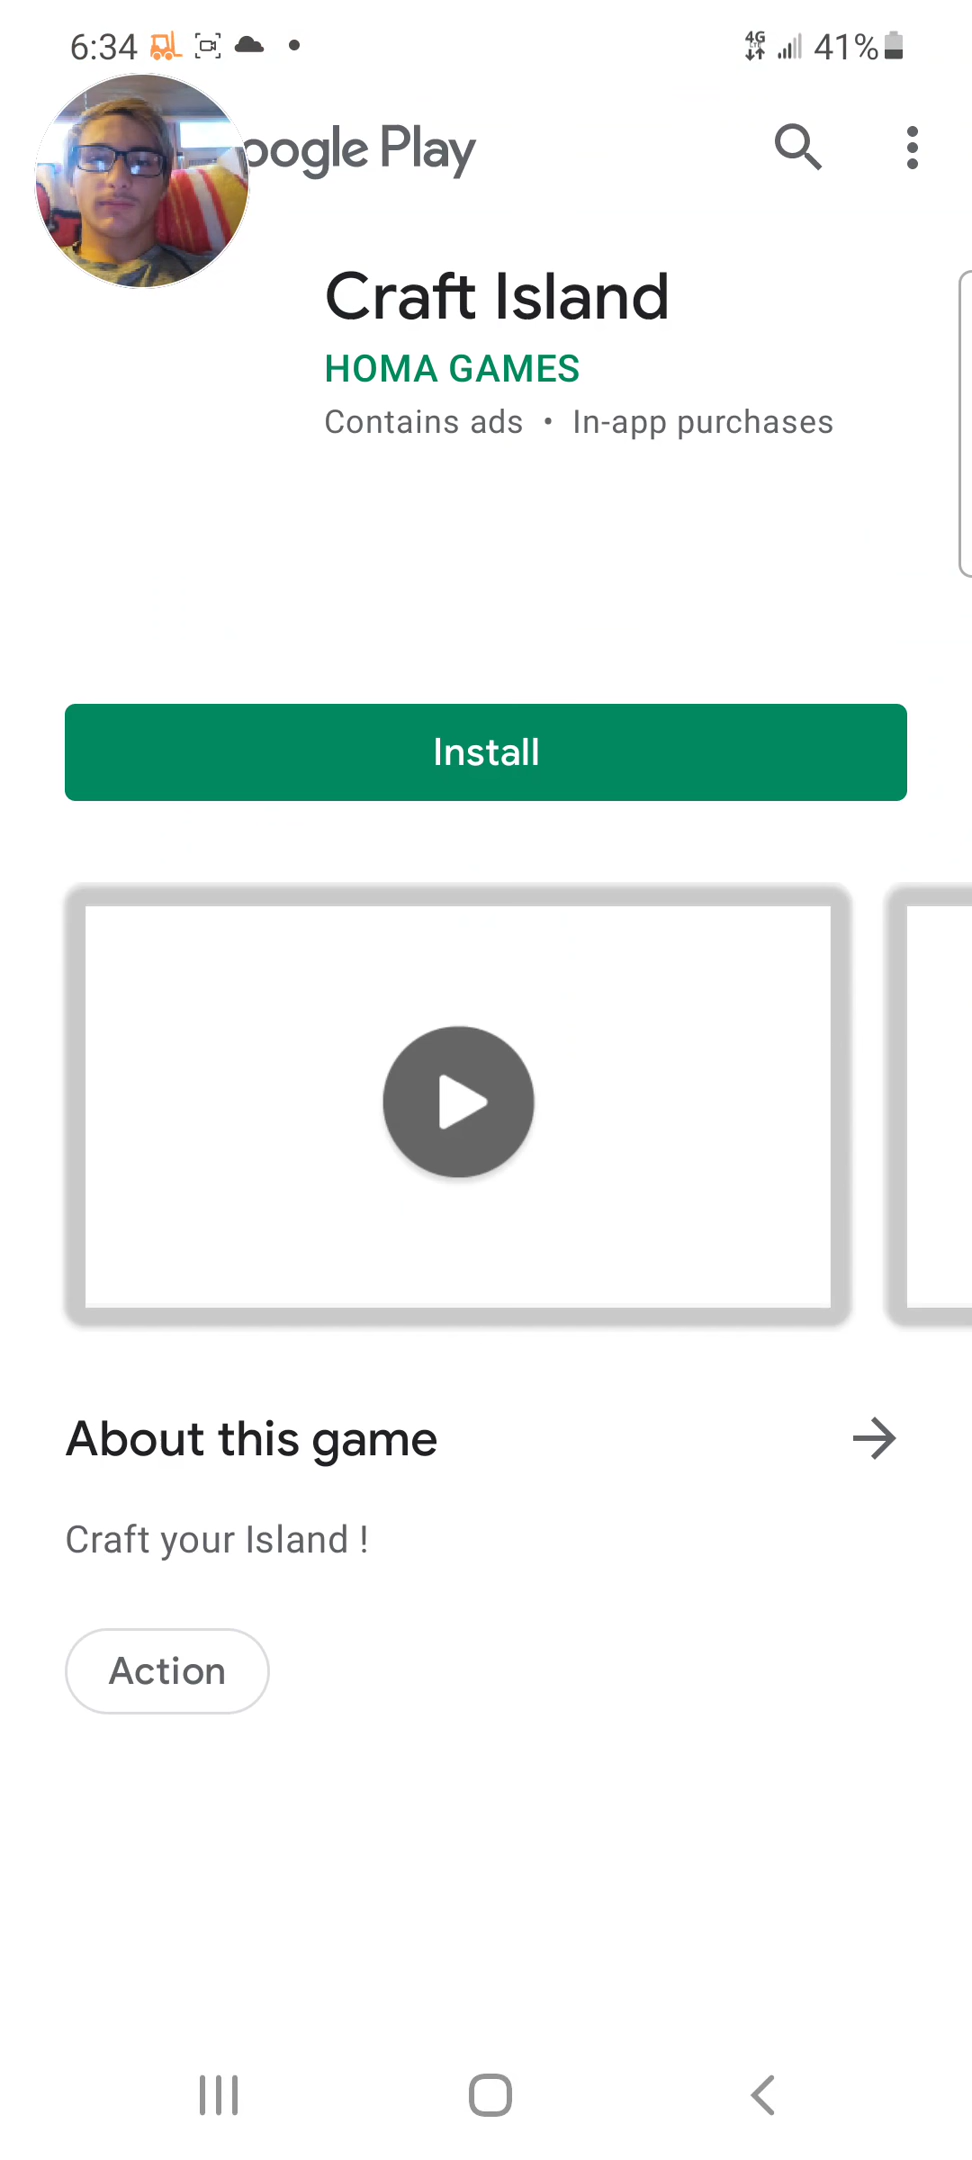 6:34 4G 41%
oogle Play
Craft Island
HOMA GAMES
Contains ads • In-app purchases
Install
About this game
Craft your Island !
Action